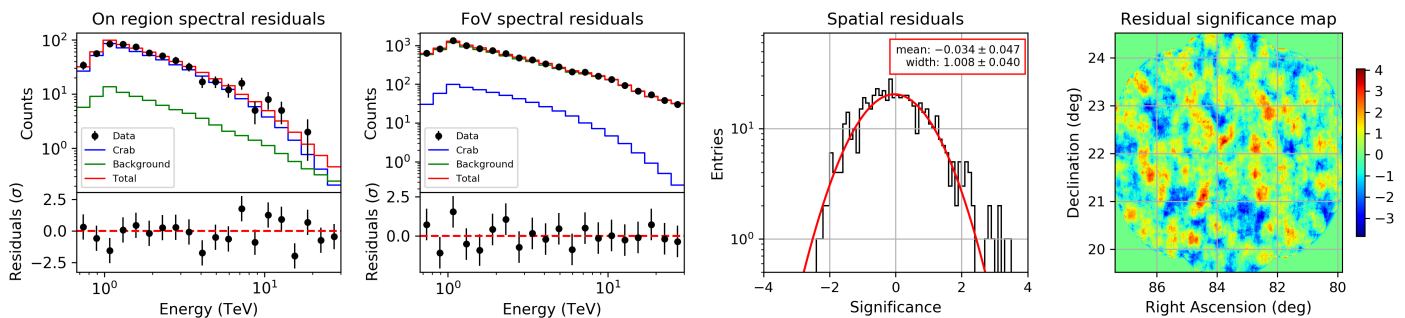 On region spectral residuals
Counts
10²
10¹
10⁰
Data
Crab
Background
Total
Residuals (σ)
2.5
0.0
−2.5
10⁰
10¹
Energy (TeV)
FoV spectral residuals
Counts
10³
10²
10¹
10⁰
Data
Crab
Background
Total
Residuals (σ)
2.5
0.0
10⁰
10¹
Energy (TeV)
Spatial residuals
mean: −0.034 ± 0.047
width: 1.008 ± 0.040
Entries
10¹
10⁰
−4
−2
0
2
4
Significance
Residual significance map
Declination (deg)
24
23
22
21
20
86
84
82
80
Right Ascension (deg)
4
3
2
1
0
−1
−2
−3